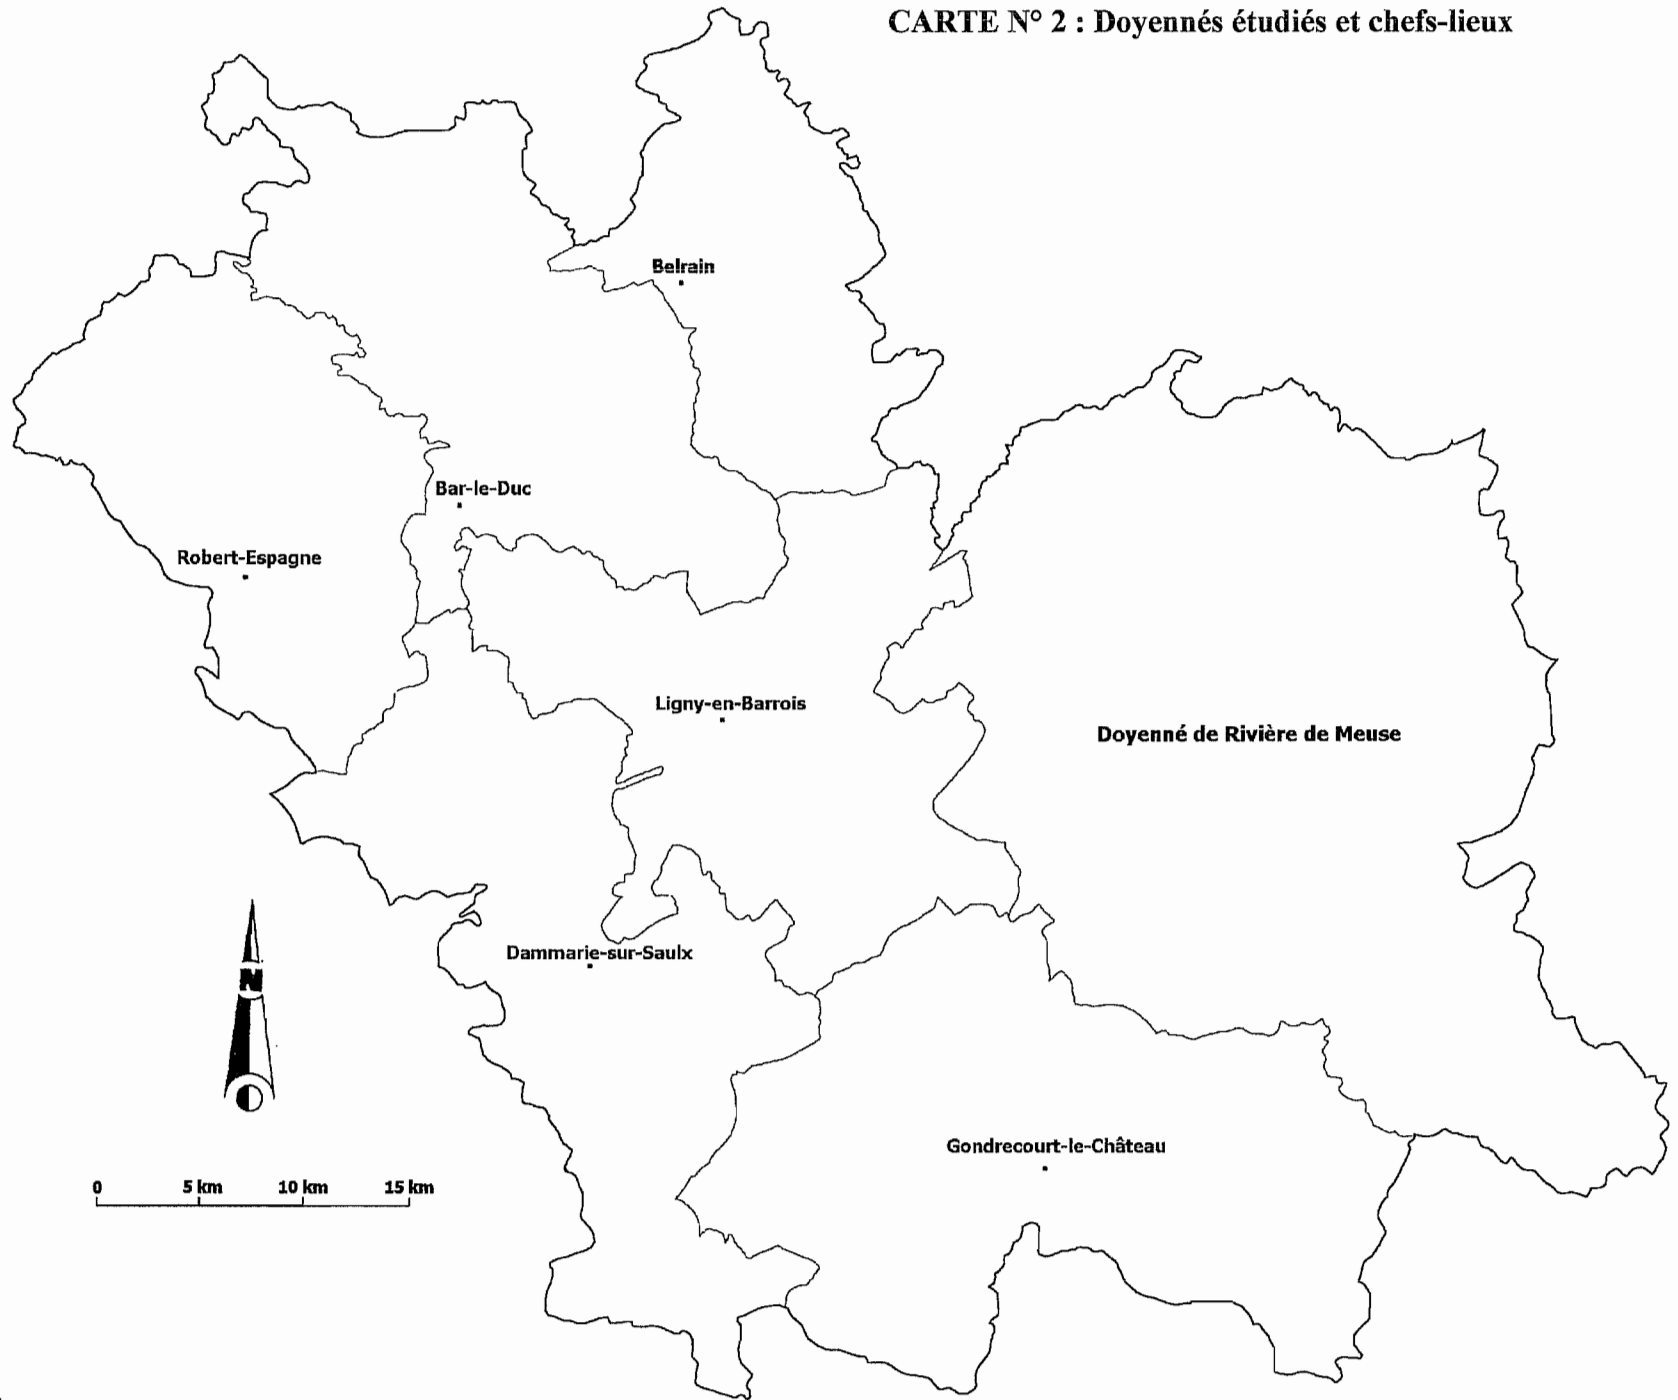 CARTE N° 2 : Doyennés étudiés et chefs-lieux
Belrain
Bar-le-Duc
Robert-Espagne
Ligny-en-Barrois
Doyenné de Rivière de Meuse
Dammarie-sur-Saulx
N
Gondrecourt-le-Château
0 5 km 10 km 15 km